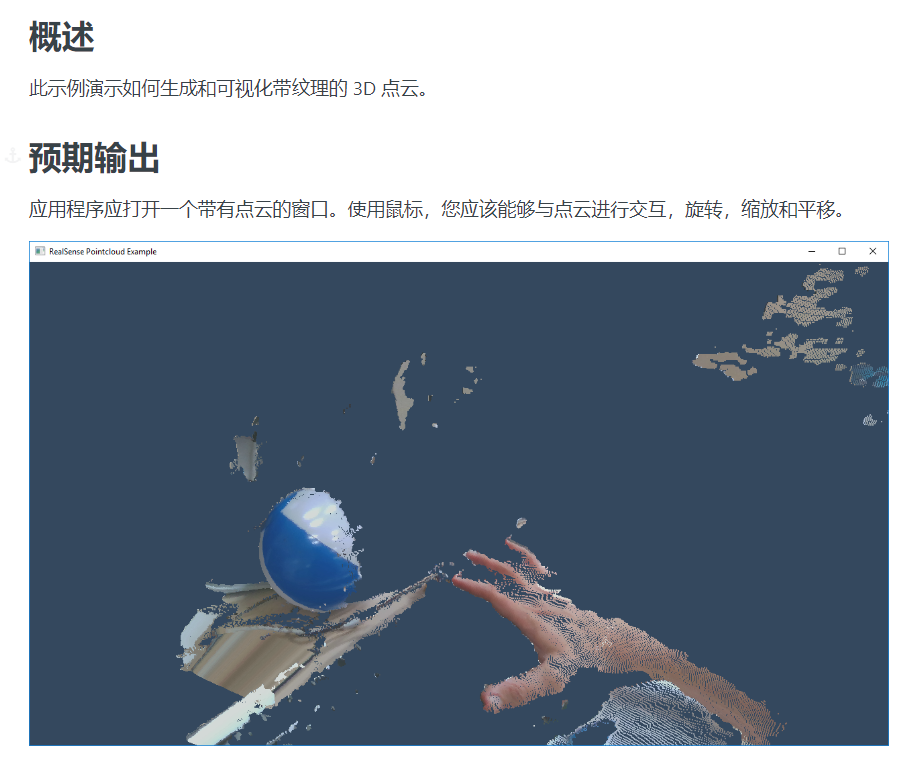 概述
此示例演示如何生成和可视化带纹理的 3D 点云。
预期输出
应用程序应打开一个带有点云的窗口。使用鼠标，您应该能够与点云进行交互，旋转，缩放和平移。
RealSense Pointcloud Example